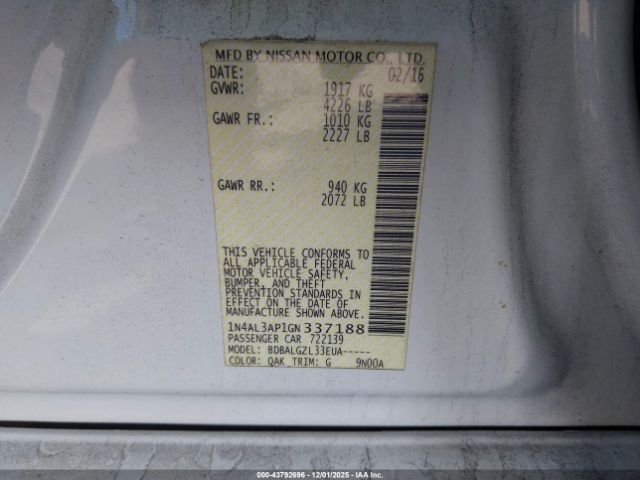 MFD BY NISSAN MOTOR CO., LTD.
DATE: 02/16
GVWR: 1917 KG
4226 LB
GAWR FR.: 1010 KG
2227 LB
GAWR RR.: 940 KG
2072 LB
THIS VEHICLE CONFORMS TO
ALL APPLICABLE FEDERAL
MOTOR VEHICLE SAFETY,
BUMPER, AND THEFT
PREVENTION STANDARDS IN
EFFECT ON THE DATE OF
MANUFACTURE SHOWN ABOVE.
1N4AL3AP1GN337188
PASSENGER CAR 722139
MODEL: BDBALGZL33EUA-----
COLOR: QAK TRIM: G 9N00A
000-43792696 - 12/01/2025 - IAA Inc.